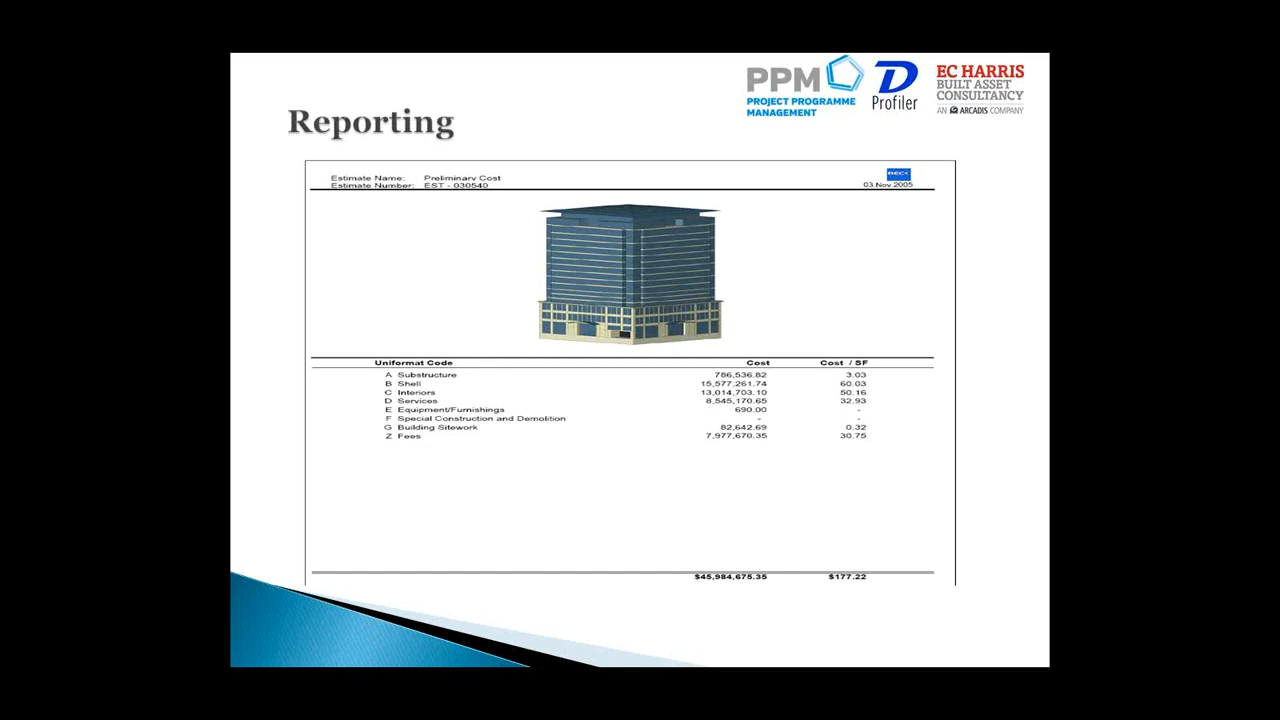 PPM
PROJECT PROGRAMME
MANAGEMENT
D
Profiler
EC HARRIS
BUILT ASSET
CONSULTANCY
AN ARCADIS COMPANY
Reporting
Estimate Name: Preliminary Cost
Estimate Number: EST - 030540
BECK
03.Nov.2005
Uniformat Code Cost Cost / SF
A Substructure 786,536.82 3.03
B Shell 15,577,261.74 60.03
C Interiors 13,014,703.10 50.16
D Services 8,545,170.65 32.93
E Equipment/Furnishings 690.00 -
F Special Construction and Demolition - -
G Building Sitework 82,642.69 0.32
Z Fees 7,977,670.35 30.75
$45,984,675.35 $177.22